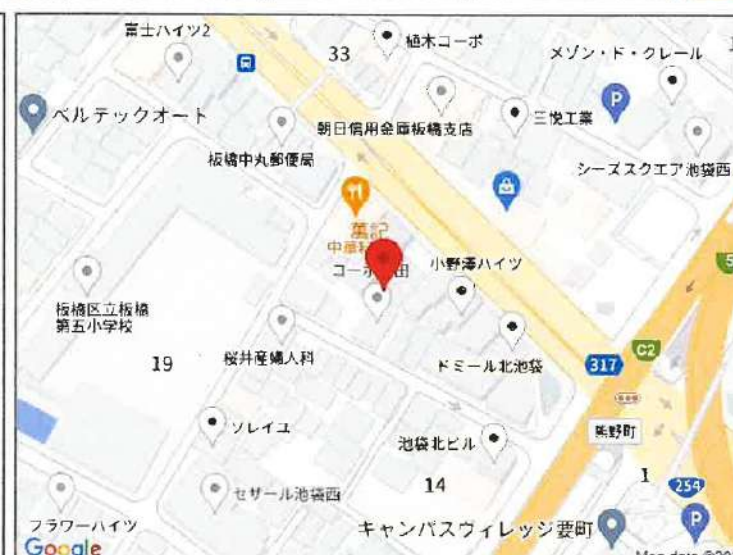 富士ハイツ2
33
植木コーポ
メゾン・ド・クレール
P
ベルテックオート
朝日信用金庫板橋支店
三悦工業
板橋中丸郵便局
シーズスクエア池袋西
萬記
小野澤ハイツ
板橋区立板橋
第五小学校
桜井産婦人科
19
ドミール北池袋
317
C2
5
熊野町
ソレイユ
池袋北ビル
14
1
254
セザール池袋西
フラワーハイツ
キャンパスヴィレッジ要町
P
Google